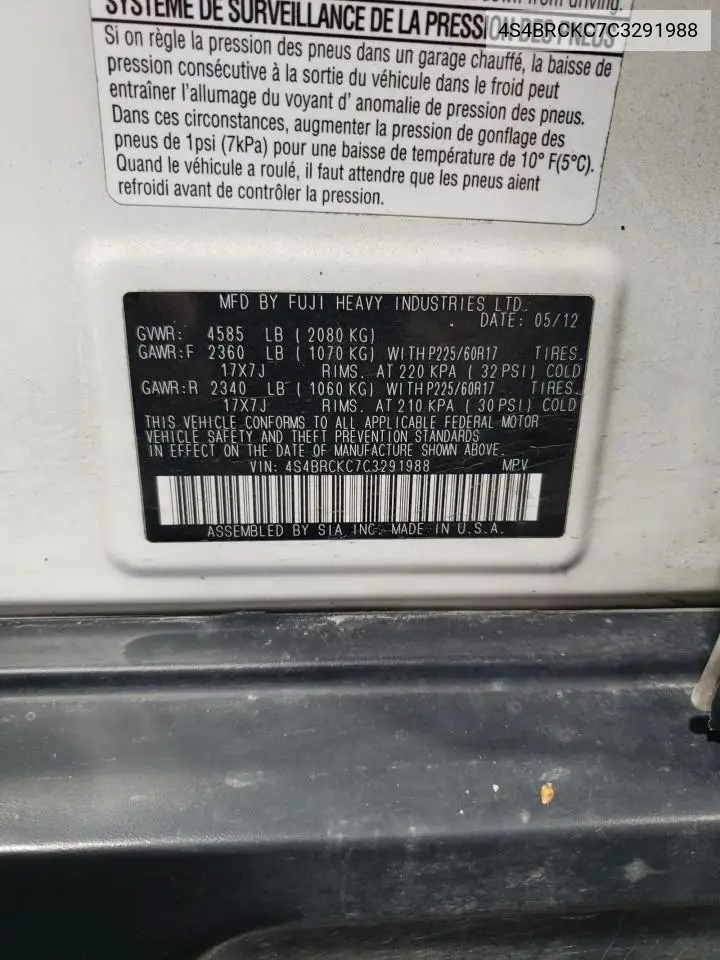 down from driving.
SYSTÈME DE SURVEILLANCE DE LA PRESSION DES PNEUS
4S4BRCKC7C3291988
Si on règle la pression des pneus dans un garage chauffé, la baisse de
pression consécutive à la sortie du véhicule dans le froid peut
entraîner l'allumage du voyant d' anomalie de pression des pneus.
Dans ces circonstances, augmenter la pression de gonflage des
pneus de 1psi (7kPa) pour une baisse de température de 10° F(5°C).
Quand le véhicule a roulé, il faut attendre que les pneus aient
refroidi avant de contrôler la pression.
MFD BY FUJI HEAVY INDUSTRIES LTD.
DATE: 05/12
GVWR: 4585 LB (2080 KG)
GAWR:F 2360 LB (1070 KG) WITH P225/60R17 TIRES.
17X7J RIMS. AT 220 KPA (32 PSI) COLD
GAWR:R 2340 LB (1060 KG) WITH P225/60R17 TIRES.
17X7J RIMS. AT 210 KPA (30 PSI) COLD
THIS VEHICLE CONFORMS TO ALL APPLICABLE FEDERAL MOTOR
VEHICLE SAFETY AND THEFT PREVENTION STANDARDS
IN EFFECT ON THE DATE OF MANUFACTURE SHOWN ABOVE.
VIN: 4S4BRCKC7C3291988 MPV
ASSEMBLED BY SIA INC. MADE IN U.S.A.